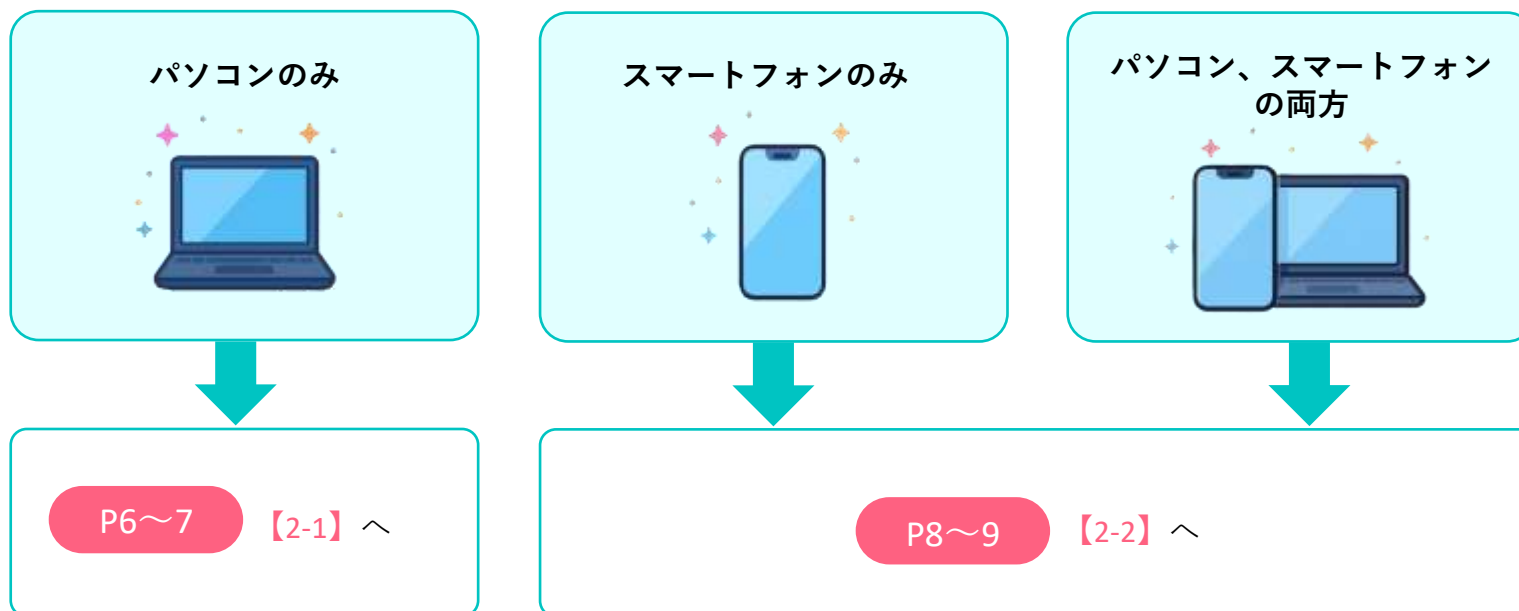 パソコンのみ
スマートフォンのみ
パソコン、スマートフォン
の両方
P6～7 【2-1】 へ
P8～9 【2-2】 へ